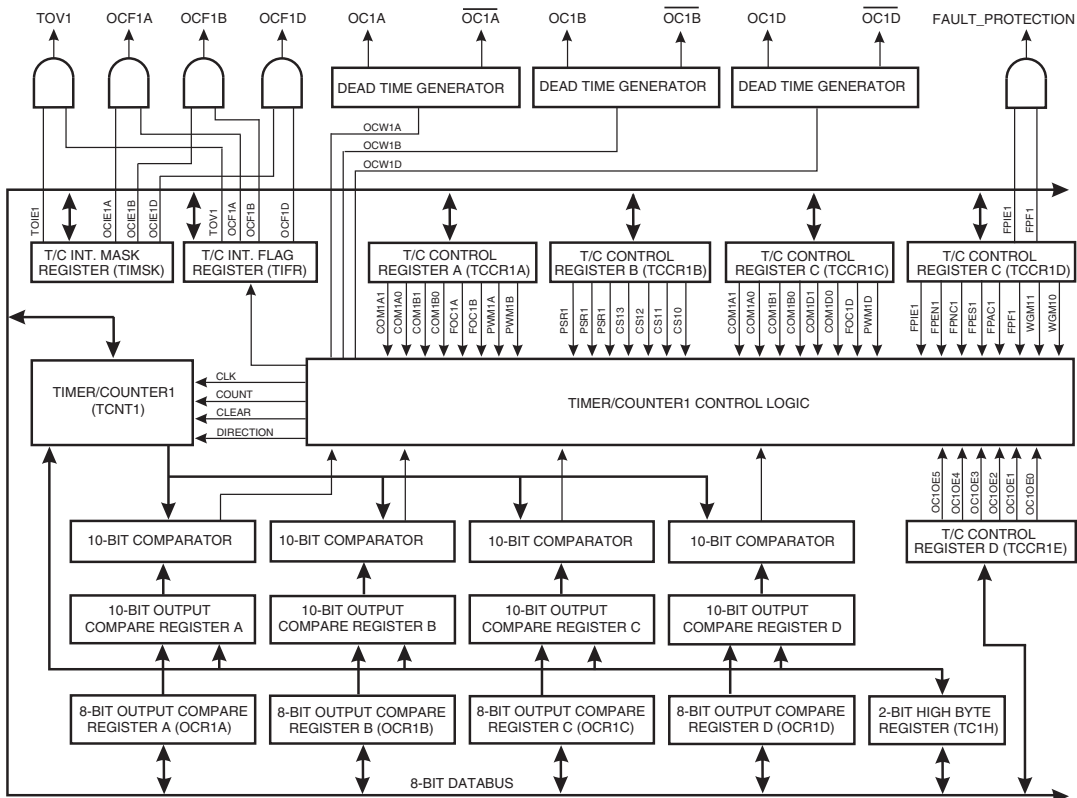 TOV1 OCF1A OCF1B OCF1D OC1A OC1A OC1B OC1B OC1D OC1D FAULT_PROTECTION
DEAD TIME GENERATOR DEAD TIME GENERATOR DEAD TIME GENERATOR
OCW1A
OCW1B
OCW1D
TOIE1 OCIE1A OCIE1B OCIE1D TOV1 OCF1A OCF1B OCF1D FPIE1 FPF1
T/C INT. MASK
REGISTER (TIMSK)
T/C INT. FLAG
REGISTER (TIFR)
T/C CONTROL
REGISTER A (TCCR1A)
T/C CONTROL
REGISTER B (TCCR1B)
T/C CONTROL
REGISTER C (TCCR1C)
T/C CONTROL
REGISTER C (TCCR1D)
COM1A1 COM1A0 COM1B1 COM1B0 FOC1A FOC1B PWM1A PWM1B
PSR1 PSR1 PSR1 CS13 CS12 CS11 CS10
COM1A1 COM1A0 COM1B1 COM1B0 COM1D1 COM1D0 FOC1D PWM1D
FPIE1 FPEN1 FPNC1 FPES1 FPAC1 FPF1 WGM11 WGM10
TIMER/COUNTER1
(TCNT1)
CLK
COUNT
CLEAR
DIRECTION
TIMER/COUNTER1 CONTROL LOGIC
OC1OE5 OC1OE4 OC1OE3 OC1OE2 OC1OE1 OC1OE0
10-BIT COMPARATOR 10-BIT COMPARATOR 10-BIT COMPARATOR 10-BIT COMPARATOR
T/C CONTROL
REGISTER D (TCCR1E)
10-BIT OUTPUT
COMPARE REGISTER A
10-BIT OUTPUT
COMPARE REGISTER B
10-BIT OUTPUT
COMPARE REGISTER C
10-BIT OUTPUT
COMPARE REGISTER D
8-BIT OUTPUT COMPARE
REGISTER A (OCR1A)
8-BIT OUTPUT COMPARE
REGISTER B (OCR1B)
8-BIT OUTPUT COMPARE
REGISTER C (OCR1C)
8-BIT OUTPUT COMPARE
REGISTER D (OCR1D)
2-BIT HIGH BYTE
REGISTER (TC1H)
8-BIT DATABUS